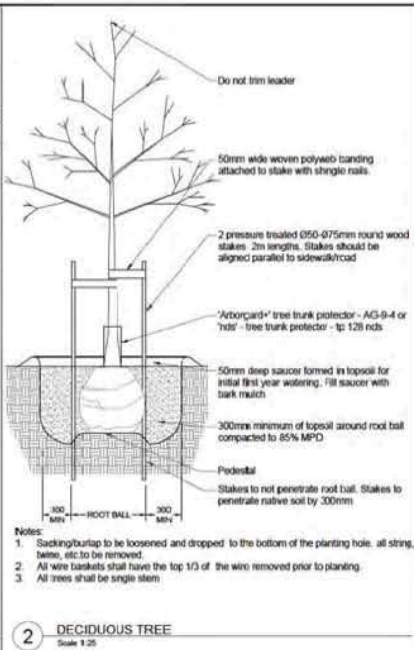 Do not trim leader
50mm wide woven polyweb banding
attached to stake with shingle nails.
2 pressure treated Ø50-Ø75mm round wood
stakes 2m lengths. Stakes should be
aligned parallel to sidewalk/road
'Arborgard+' tree trunk protector - AG-9-4 or
'nds' - tree trunk protector - tp 128 nds
50mm deep saucer formed in topsoil for
initial first year watering. Fill saucer with
bark mulch
300mm minimum of topsoil around root ball
compacted to 85% MPD
Pedestal
Stakes to not penetrate root ball. Stakes to
penetrate native soil by 300mm
300
MIN
ROOT BALL
300
MIN
Notes:
1. Sacking/burlap to be loosened and dropped to the bottom of the planting hole. all string,
twine, etc.to be removed.
2. All wire baskets shall have the top 1/3 of the wire removed prior to planting.
3. All trees shall be single stem
2 DECIDUOUS TREE
Scale 1:25